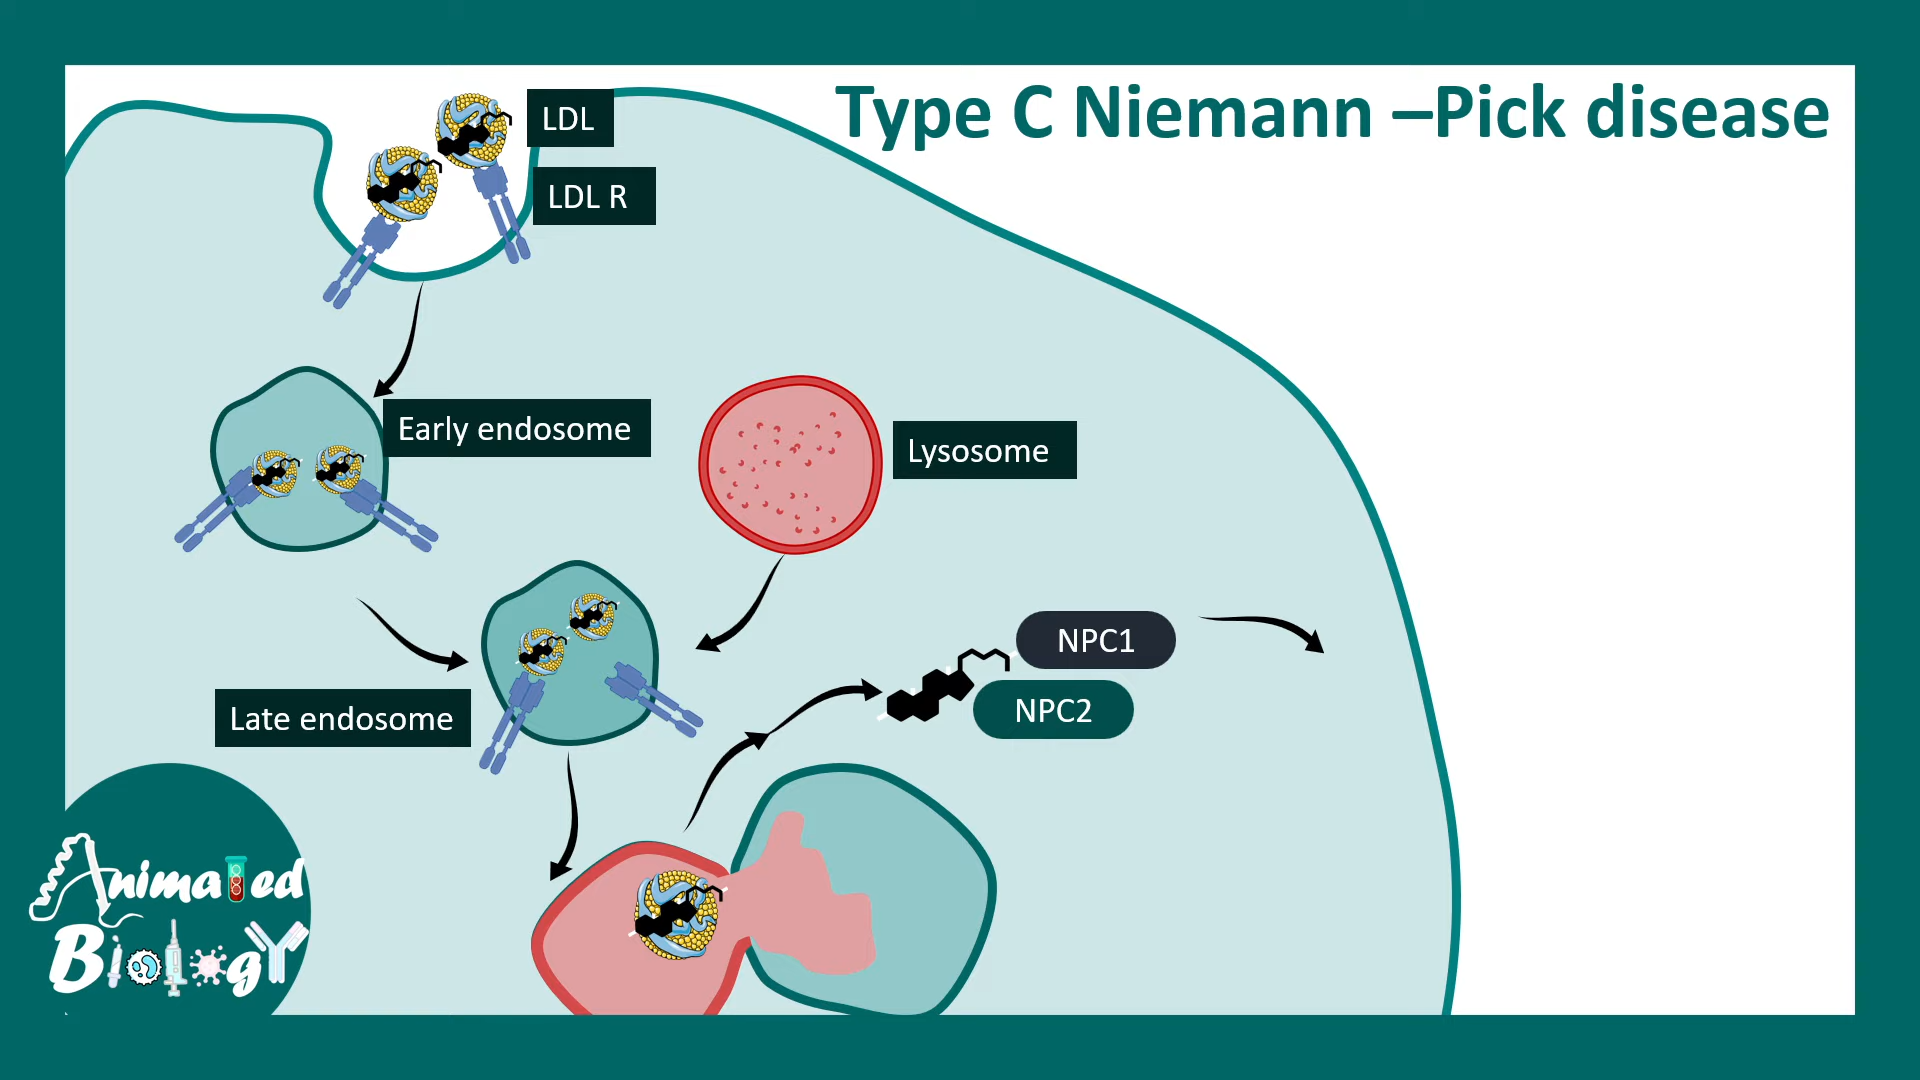 Type C Niemann –Pick disease
LDL
LDL R
Early endosome
Lysosome
NPC1
NPC2
Late endosome
Animated
Biology